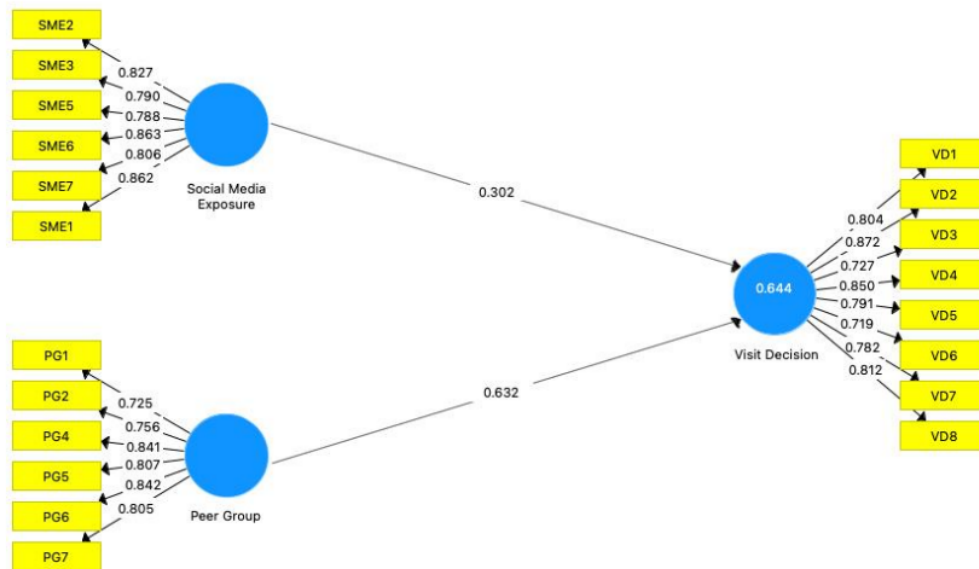 SME2
SME3
SME5
SME6
SME7
SME1
0.827
0.790
0.788
0.863
0.806
0.862
Social Media
Exposure
0.302
PG1
PG2
PG4
PG5
PG6
PG7
0.725
0.756
0.841
0.807
0.842
0.805
Peer Group
0.632
0.644
Visit Decision
0.804
0.872
0.727
0.850
0.791
0.719
0.782
0.812
VD1
VD2
VD3
VD4
VD5
VD6
VD7
VD8